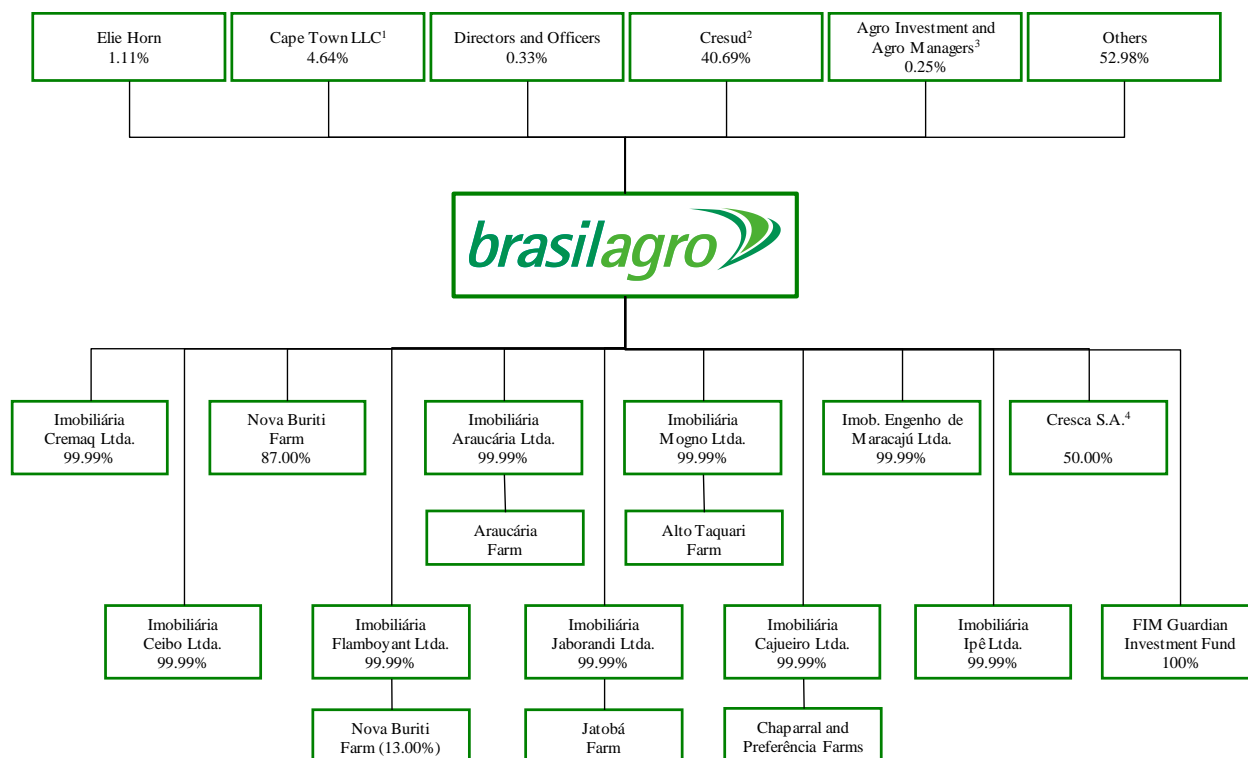 Elie Horn
1.11%
Cape Town LLC¹
4.64%
Directors and Officers
0.33%
Cresud²
40.69%
Agro Investment and
Agro Managers³
0.25%
Others
52.98%
brasilagro
Imobiliária
Cremaq Ltda.
99.99%
Nova Buriti
Farm
87.00%
Imobiliária
Araucária Ltda.
99.99%
Imobiliária
Mogno Ltda.
99.99%
Imob. Engenho de
Maracajú Ltda.
99.99%
Cresca S.A.⁴
50.00%
Araucária
Farm
Alto Taquari
Farm
Imobiliária
Ceibo Ltda.
99.99%
Imobiliária
Flamboyant Ltda.
99.99%
Imobiliária
Jaborandi Ltda.
99.99%
Imobiliária
Cajueiro Ltda.
99.99%
Imobiliária
Ipê Ltda.
99.99%
FIM Guardian
Investment Fund
100%
Nova Buriti
Farm (13.00%)
Jatobá
Farm
Chaparral and
Preferência Farms